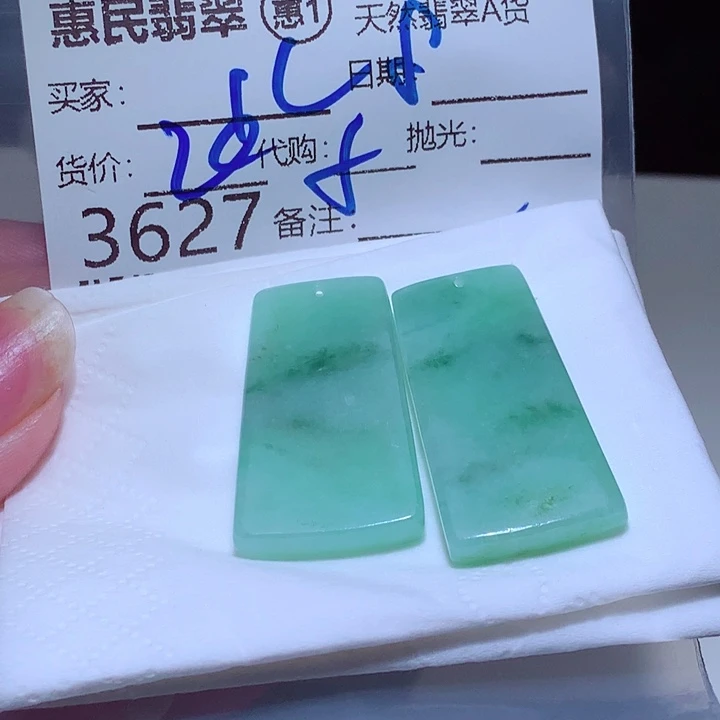 惠民翡翠 惠1 天然翡翠A货
买家： 日期：
货价： 代购： 抛光：
3627 备注：